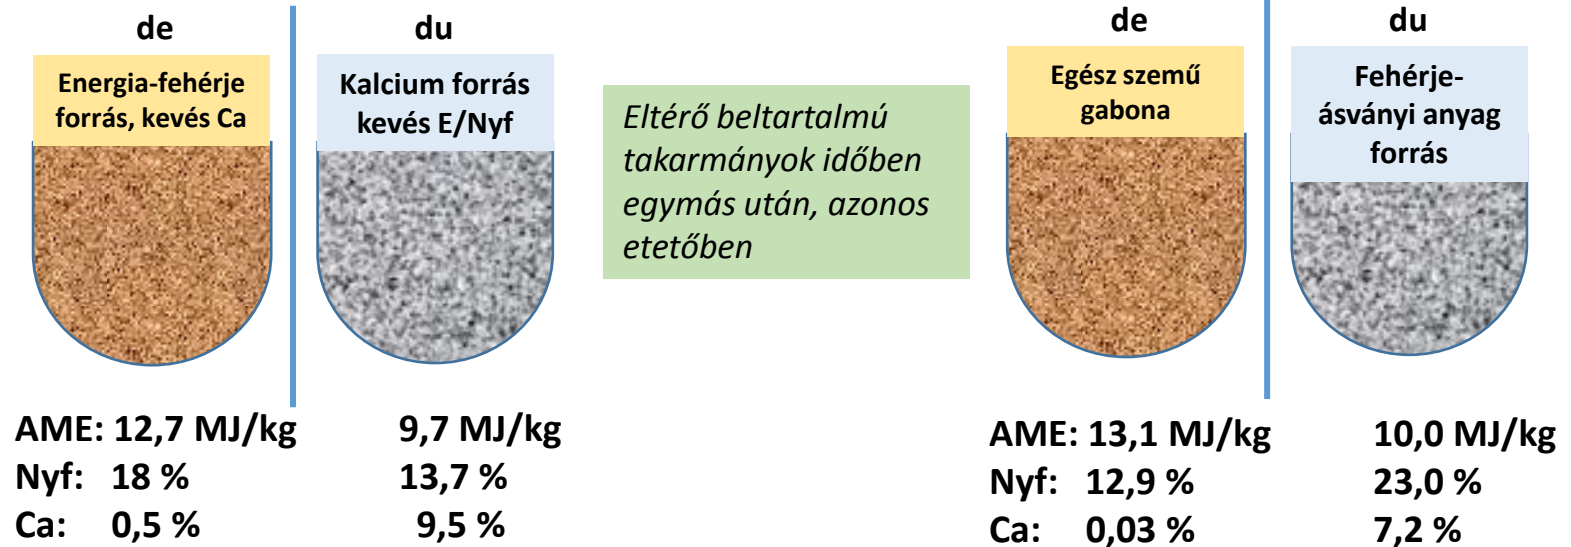 de
du
Energia-fehérje
forrás, kevés Ca
Kalcium forrás
kevés E/Nyf
AME: 12,7 MJ/kg
9,7 MJ/kg
Nyf: 18 %
13,7 %
Ca: 0,5 %
9,5 %
Eltérő beltartalmú
takarmányok időben
egymás után, azonos
etetőben
de
du
Egész szemű
gabona
Fehérje-
ásványi anyag
forrás
AME: 13,1 MJ/kg
10,0 MJ/kg
Nyf: 12,9 %
23,0 %
Ca: 0,03 %
7,2 %